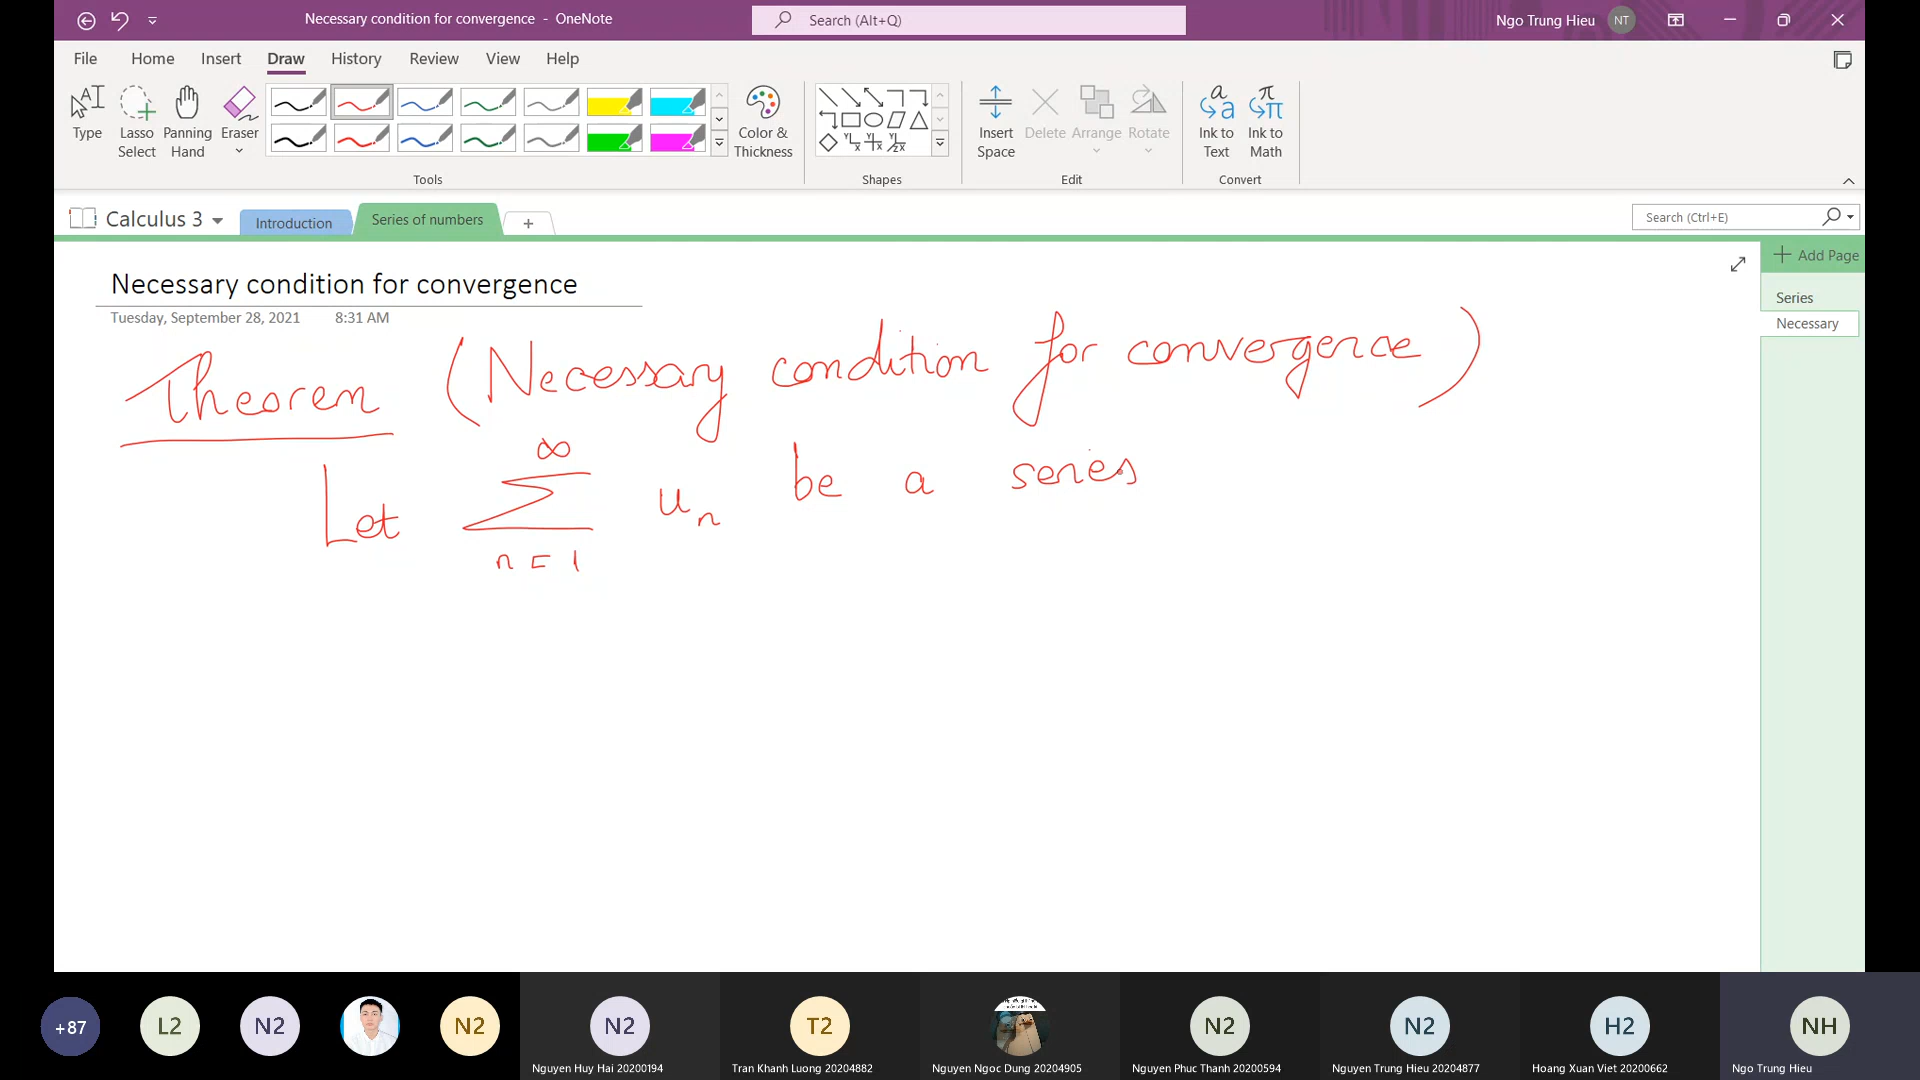 Necessary condition for convergence - OneNote
Search (Alt+Q)
Ngo Trung Hieu NT
File Home Insert Draw History Review View Help
Type
Lasso Select
Panning Hand
Eraser
Color & Thickness
Insert Space
Delete
Arrange
Rotate
Ink to Text
Ink to Math
Tools Shapes Edit Convert
Calculus 3 Introduction Series of numbers +
Search (Ctrl+E)
Add Page
Series
Necessary
Necessary condition for convergence
Tuesday, September 28, 2021 8:31 AM
Theorem (Necessary condition for convergence)
∞
Let ∑ uₙ be a series
n = 1
+87 L2 N2 N2 N2 T2 N2 N2 H2 NH
Nguyen Huy Hai 20200194 Tran Khanh Luong 20204882 Nguyen Ngoc Dung 20204905 Nguyen Phuc Thanh 20200594 Nguyen Trung Hieu 20204877 Hoang Xuan Viet 20200662 Ngo Trung Hieu